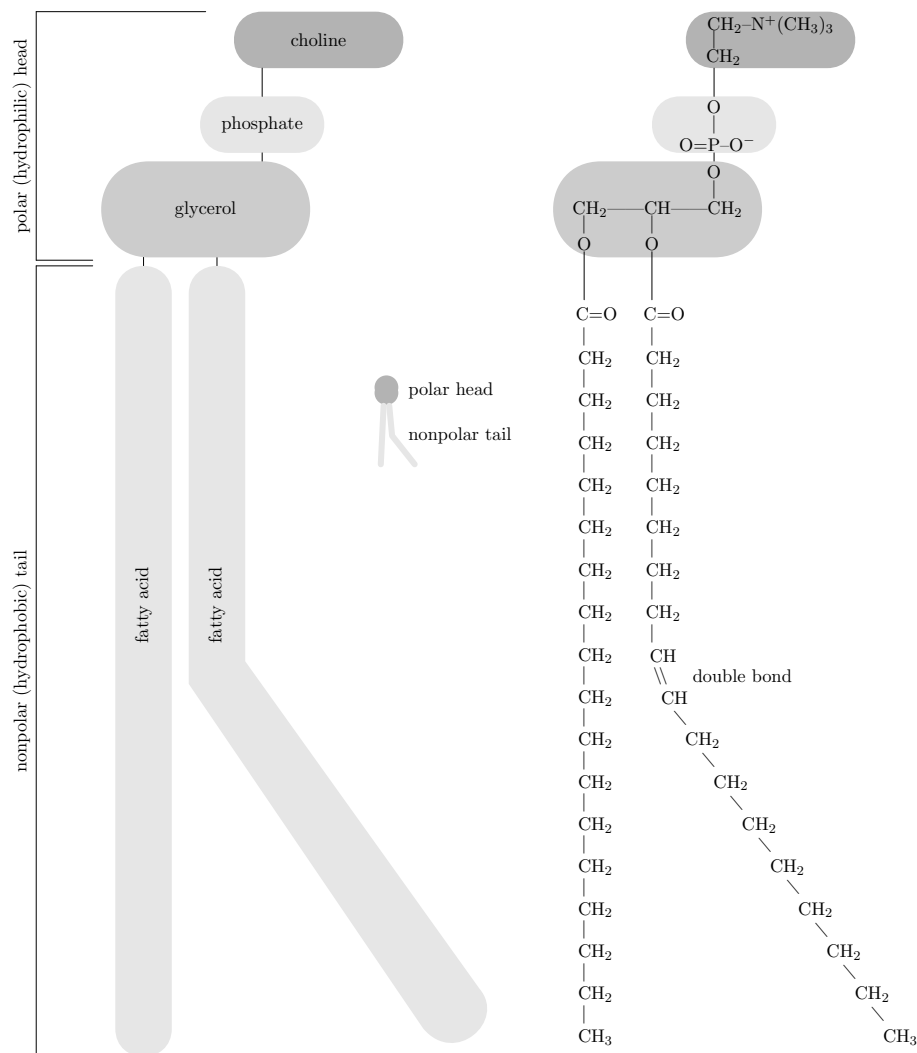 polar (hydrophilic) head
nonpolar (hydrophobic) tail
choline
phosphate
glycerol
fatty acid
fatty acid
polar head
nonpolar tail
CH₂–N⁺(CH₃)₃
CH₂
O
O=P–O⁻
O
CH₂ CH CH₂
O O
C=O C=O
CH₂ CH₂
CH₂ CH₂
CH₂ CH₂
CH₂ CH₂
CH₂ CH₂
CH₂ CH₂
CH₂ CH₂
CH₂ CH
double bond
CH₂ CH
CH₂ CH₂
CH₂ CH₂
CH₂ CH₂
CH₂ CH₂
CH₂ CH₂
CH₂ CH₂
CH₂ CH₂
CH₃ CH₃